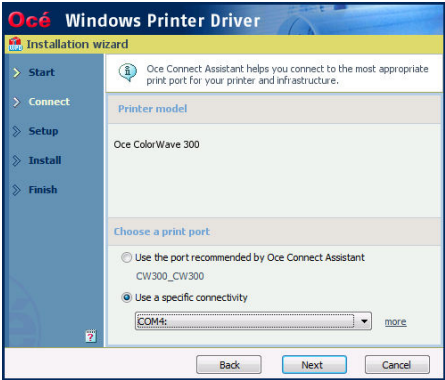 Océ Windows Printer Driver
Installation wizard
Start
Connect
Setup
Install
Finish
Oce Connect Assistant helps you connect to the most appropriate
print port for your printer and infrastructure.
Printer model
Oce ColorWave 300
Choose a print port
Use the port recommended by Oce Connect Assistant
CW300_CW300
Use a specific connectivity
COM4:
more
Back Next Cancel